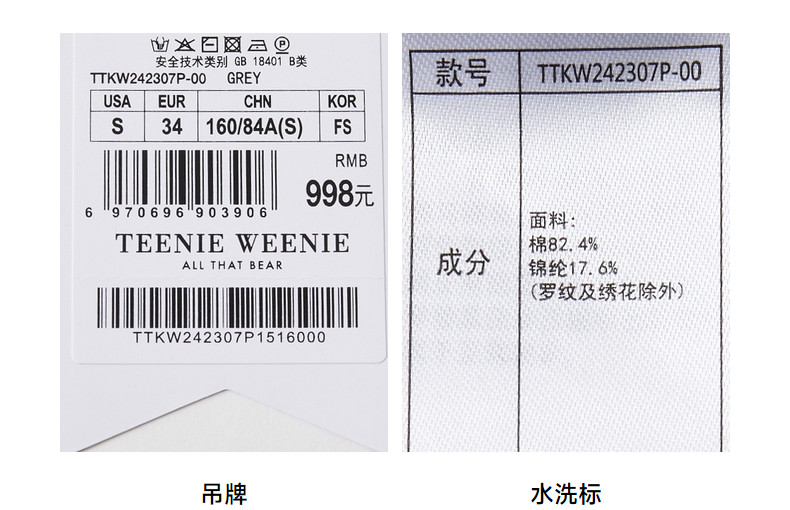 安全技术类别 GB 18401 B类
TTKW242307P-00 GREY
USA EUR CHN KOR
S 34 160/84A(S) FS
RMB
998元
6 970696 903906
TEENIE WEENIE
ALL THAT BEAR
TTKW242307P1516000
款号 TTKW242307P-00
成分
面料:
棉82.4%
锦纶17.6%
(罗纹及绣花除外)
吊牌
水洗标